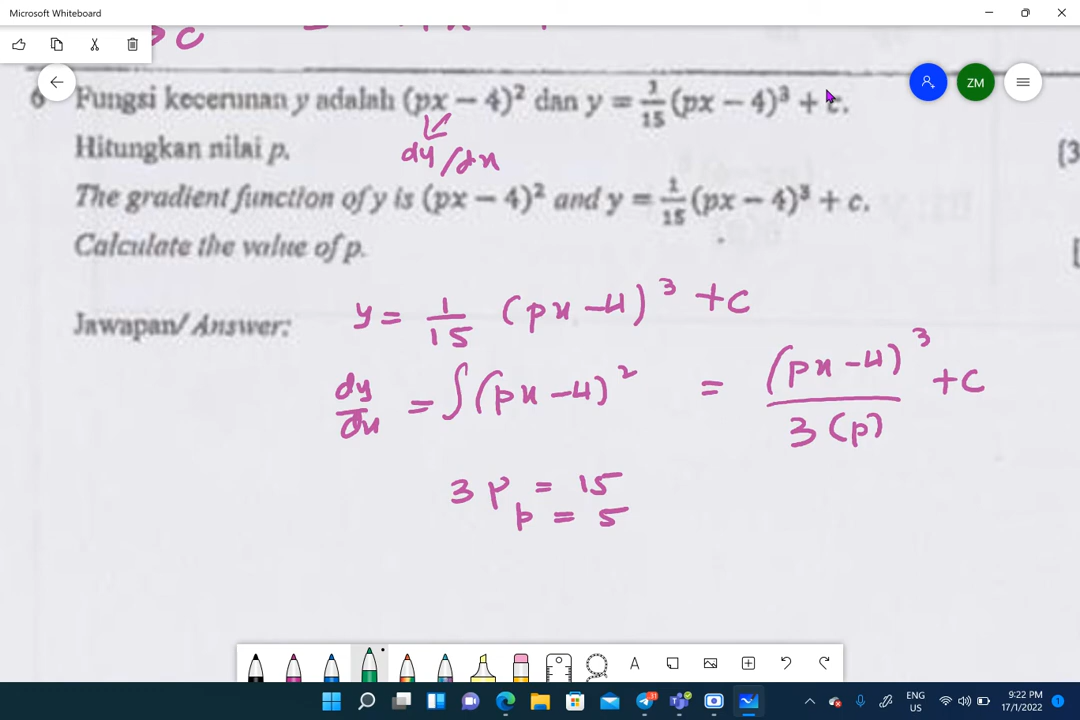 Microsoft Whiteboard
ZM
6 Fungsi kecerunan y adalah (px − 4)² dan y = 1/15 (px − 4)³ + c.
dy/dx
Hitungkan nilai p.
[3
The gradient function of y is (px − 4)² and y = 1/15 (px − 4)³ + c.
Calculate the value of p.
[
Jawapan/ Answer:
y = 1/15 (px − 4)³ + c
dy/dx = ∫(px − 4)² = (px − 4)³/3(p) + c
3p = 15
p = 5
A
31
ENG
US
9:22 PM
17/1/2022
1